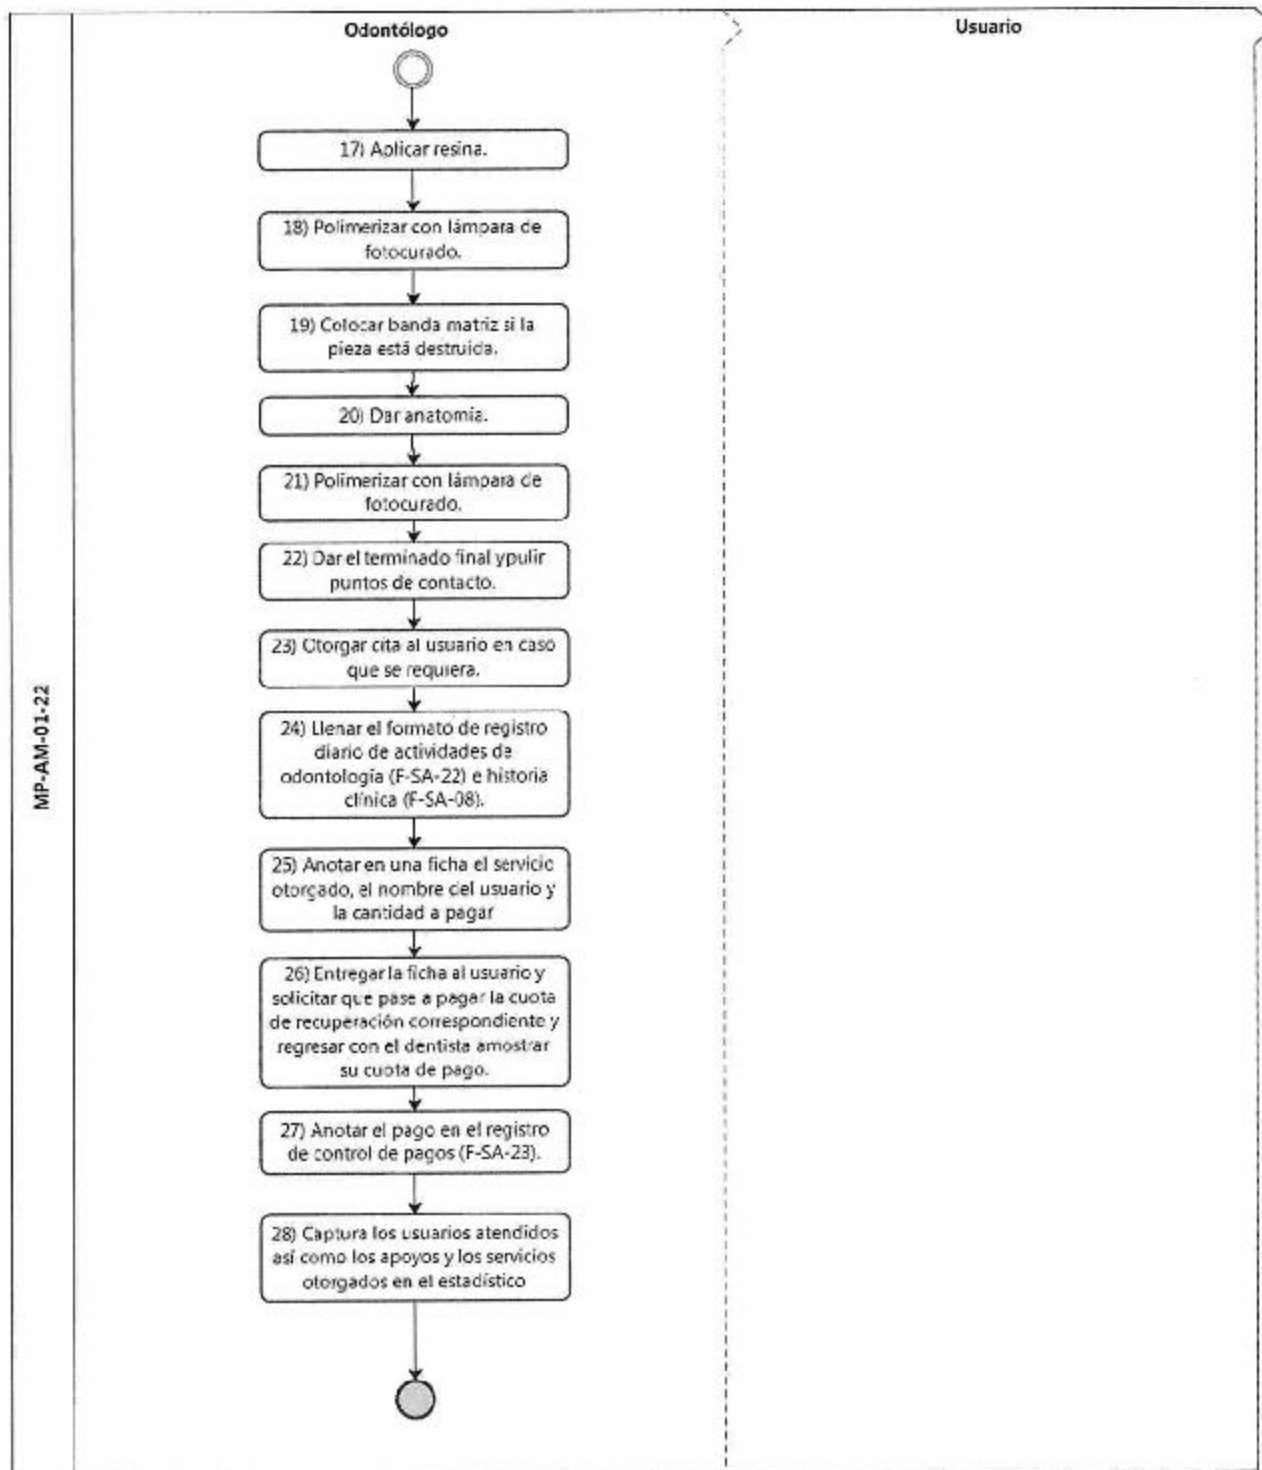 Odontólogo
Usuario
MP-AM-01-22
17) Aplicar resina.
18) Polimerizar con lámpara de
fotocurado.
19) Colocar banda matriz si la
pieza está destruida.
20) Dar anatomía.
21) Polimerizar con lámpara de
fotocurado.
22) Dar el terminado final ypulir
puntos de contacto.
23) Otorgar cita al usuario en caso
que se requiera.
24) Llenar el formato de registro
diario de actividades de
odontología (F-SA-22) e historia
clínica (F-SA-08).
25) Anotar en una ficha el servicio
otorgado, el nombre del usuario y
la cantidad a pagar
26) Entregar la ficha al usuario y
solicitar que pase a pagar la cuota
de recuperación correspondiente y
regresar con el dentista amostrar
su cuota de pago.
27) Anotar el pago en el registro
de control de pagos (F-SA-23).
28) Captura los usuarios atendidos
así como los apoyos y los servicios
otorgados en el estadístico